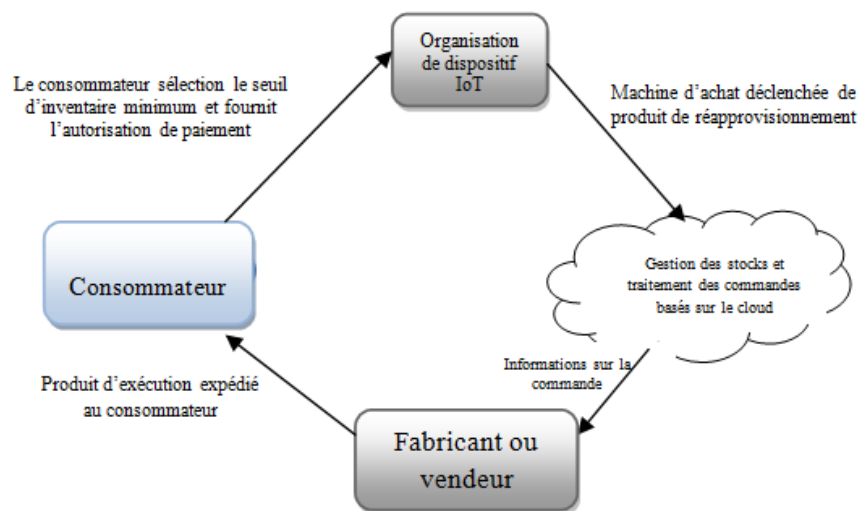 Organisation
de dispositif
IoT
Le consommateur sélection le seuil
d'inventaire minimum et fournit
l'autorisation de paiement
Machine d'achat déclenchée de
produit de réapprovisionnement
Consommateur
Gestion des stocks et
traitement des commandes
basés sur le cloud
Informations sur la
commande
Produit d'exécution expédié
au consommateur
Fabricant ou
vendeur